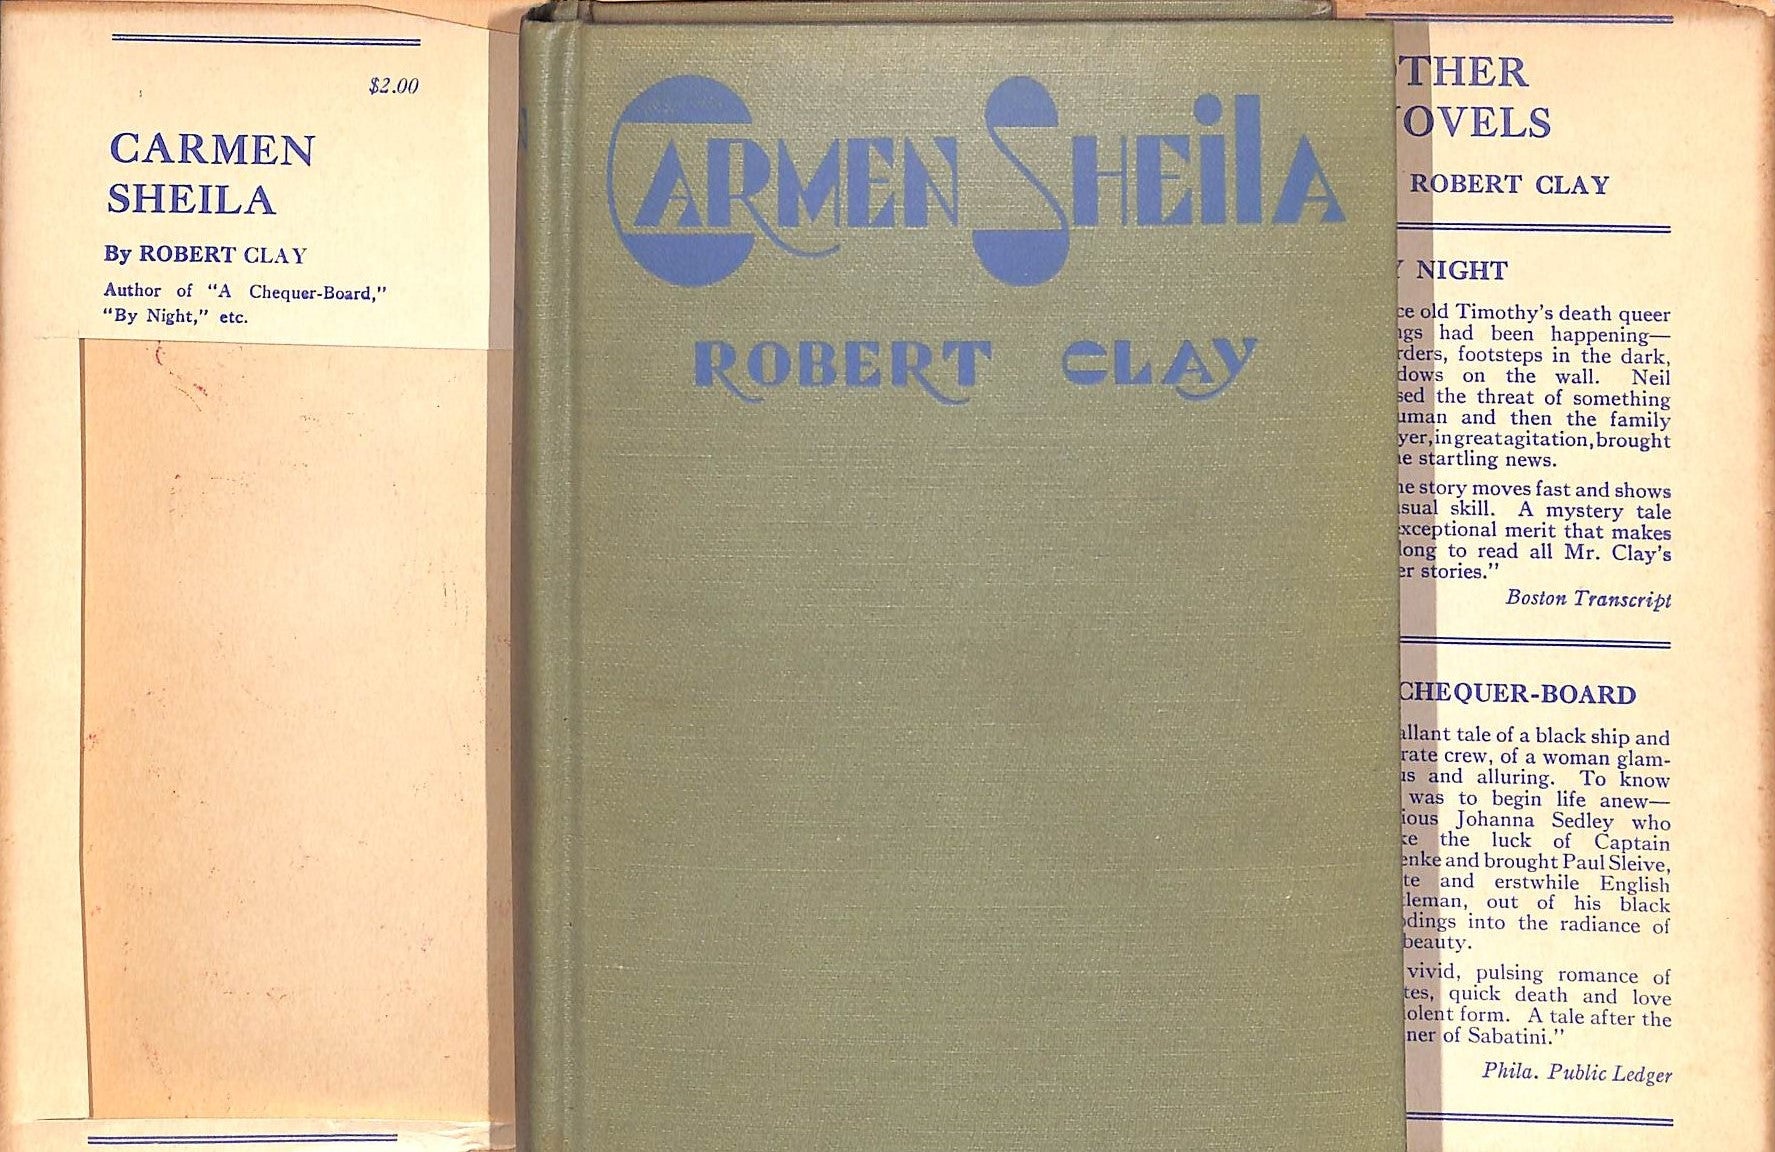 $2.00
CARMEN
SHEILA
By ROBERT CLAY
Author of "A Chequer-Board,"
"By Night," etc.
CARMEN SHEILA
ROBERT CLAY
THER
OVELS
ROBERT CLAY
NIGHT
old Timothy's death queer
had been happening—
footsteps in the dark,
on the wall. Neil
the threat of something
and then the family
in great agitation, brought
startling news.
story moves fast and shows
skill. A mystery tale
exceptional merit that makes
long to read all Mr. Clay's
stories."
Boston Transcript
CHEQUER-BOARD
tale of a black ship and
crew, of a woman glam-
and alluring. To know
was to begin life anew—
Johanna Sedley who
the luck of Captain
and brought Paul Sleive,
and erstwhile English
out of his black
into the radiance of
beauty.
vivid, pulsing romance of
quick death and love
form. A tale after the
of Sabatini."
Phila. Public Ledger